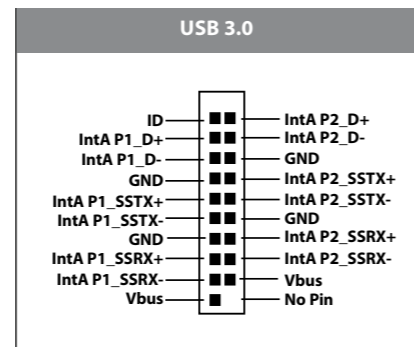 USB 3.0
ID IntA P2_D+
IntA P1_D+ IntA P2_D-
IntA P1_D- GND
GND IntA P2_SSTX+
IntA P1_SSTX+ IntA P2_SSTX-
IntA P1_SSTX- GND
GND IntA P2_SSRX+
IntA P1_SSRX+ IntA P2_SSRX-
IntA P1_SSRX- Vbus
Vbus No Pin